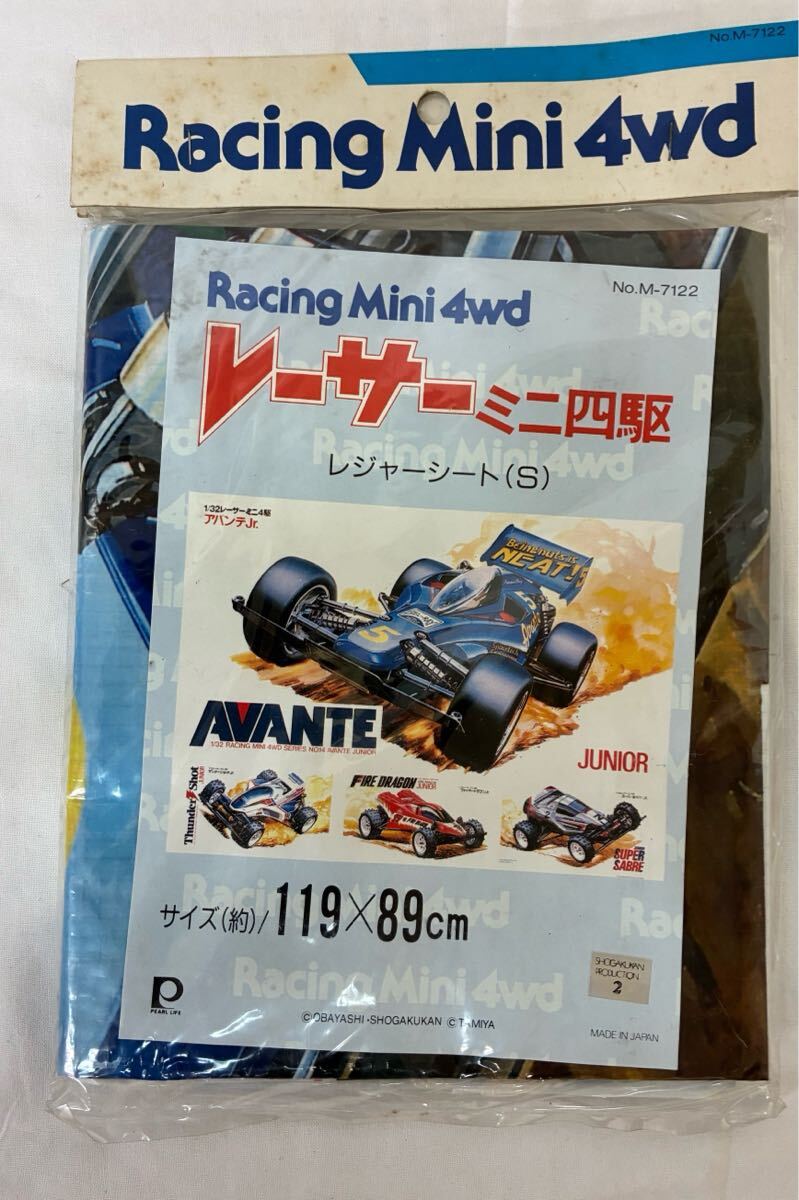 No.M-7122
Racing Mini 4wd
Racing Mini 4wd
No.M-7122
レーサーミニ四駆
レジャーシート(S)
1/32レーサーミニ4駆
アバンテJr.
NEAT!
5
AVANTE
1/32 RACING MINI 4WD SERIES NO.14 AVANTE JUNIOR
JUNIOR
Thunder Shot
JUNIOR
FIRE DRAGON
JUNIOR
SUPER
SABRE
サイズ(約)/119×89cm
Racing Mini 4wd
SHOGAKUKAN
PRODUCTION
2
PEARL LIFE
©OBAYASHI・SHOGAKUKAN © TAMIYA
MADE IN JAPAN